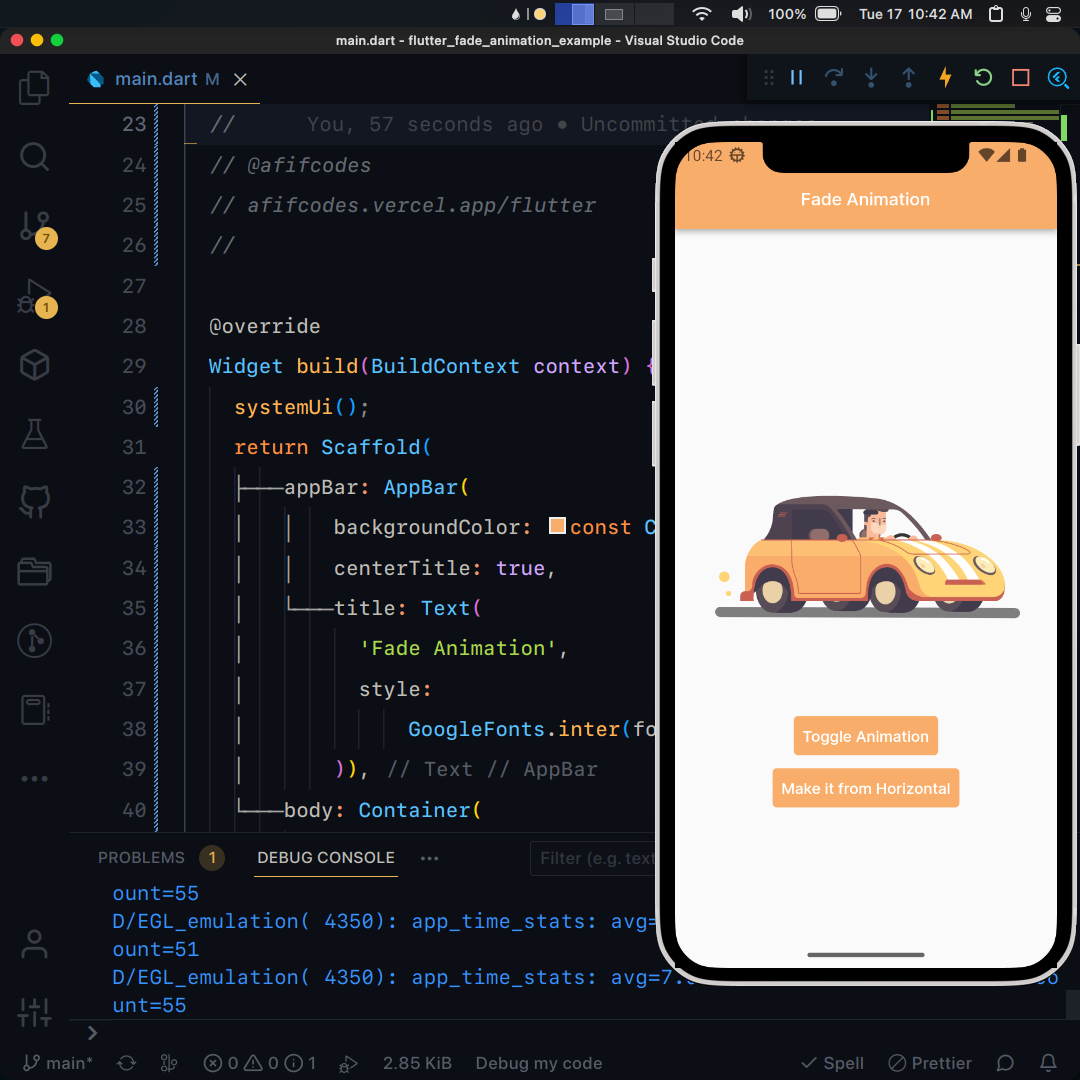 100% Tue 17 10:42 AM
main.dart - flutter_fade_animation_example - Visual Studio Code
main.dart M
7
1
23 // You, 57 seconds ago • Uncommitted changes
24 // @afifcodes
25 // afifcodes.vercel.app/flutter
26 //
27
28 @override
29 Widget build(BuildContext context) {
30 systemUi();
31 return Scaffold(
32 appBar: AppBar(
33 backgroundColor: const C
34 centerTitle: true,
35 title: Text(
36 'Fade Animation',
37 style:
38 GoogleFonts.inter(fo
39 )), // Text // AppBar
40 body: Container(
10:42
Fade Animation
Toggle Animation
Make it from Horizontal
PROBLEMS 1 DEBUG CONSOLE ••• Filter (e.g. text
ount=55
D/EGL_emulation( 4350): app_time_stats: avg=
ount=51
D/EGL_emulation( 4350): app_time_stats: avg=7.
unt=55
main* 0 0 1 2.85 KiB Debug my code Spell Prettier